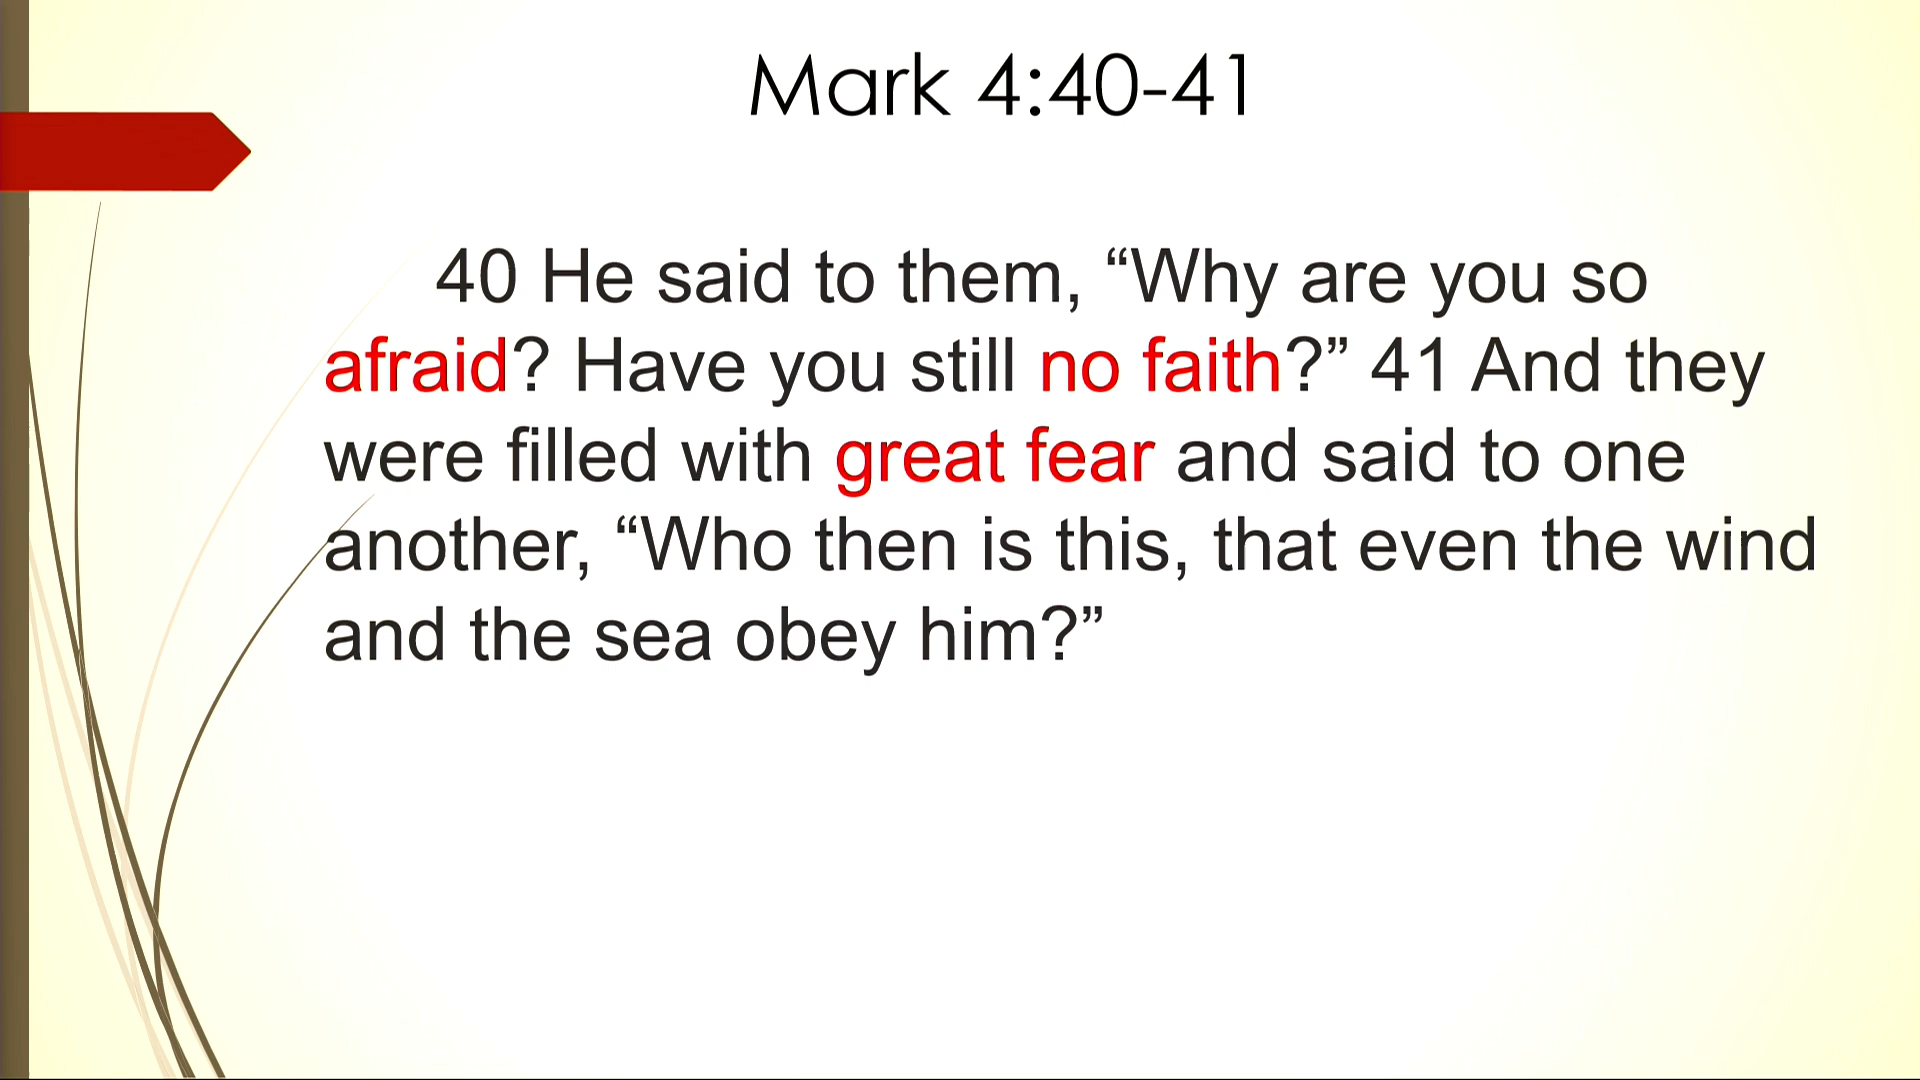 Mark 4:40-41
40 He said to them, “Why are you so
afraid? Have you still no faith?” 41 And they
were filled with great fear and said to one
another, “Who then is this, that even the wind
and the sea obey him?”